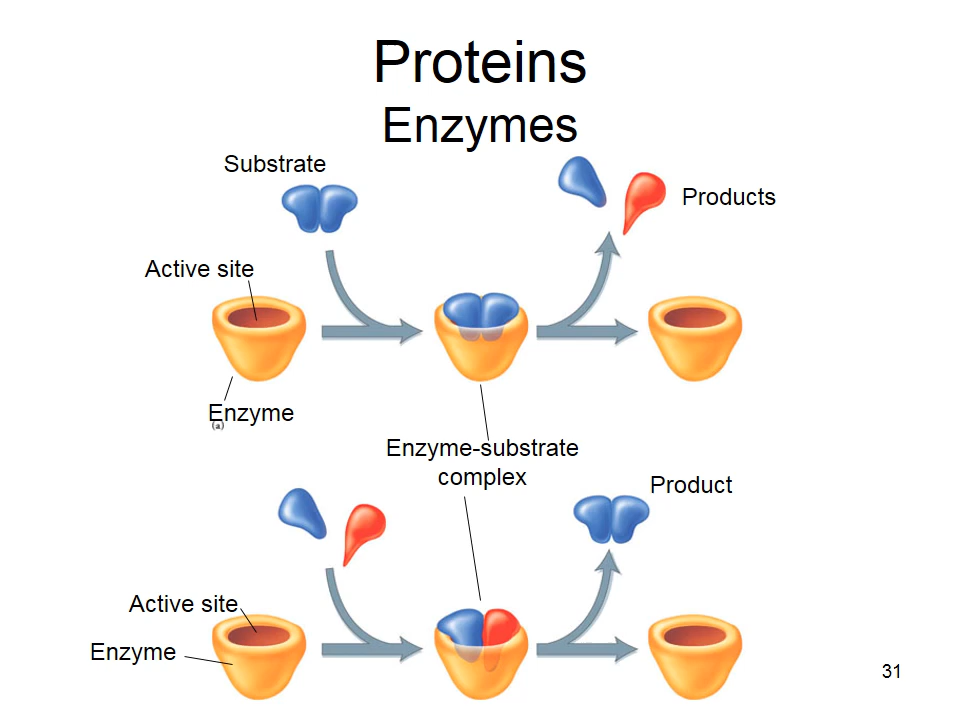 Proteins
Enzymes
Substrate
Products
Active site
Enzyme
(a)
Enzyme-substrate
complex
Product
Active site
Enzyme
31